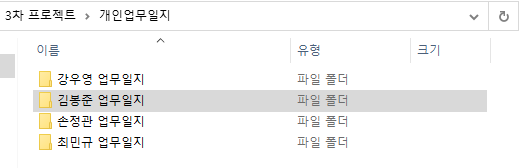 3차 프로젝트 > 개인업무일지
이름 유형 크기
강우영 업무일지 파일 폴더
김봉준 업무일지 파일 폴더
손정관 업무일지 파일 폴더
최민규 업무일지 파일 폴더